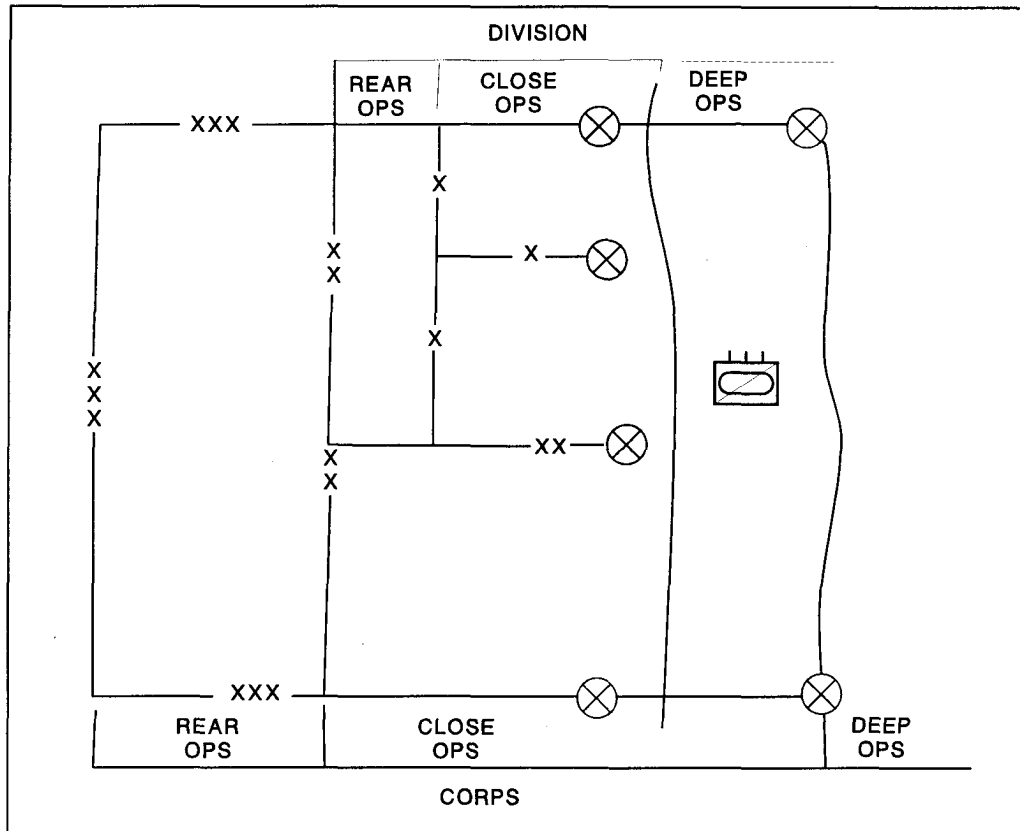 DIVISION
REAR OPS
CLOSE OPS
DEEP OPS
XXX
X
X
X
X
X
X
X
X
XX
X
X
X
XXX
REAR OPS
CLOSE OPS
DEEP OPS
CORPS